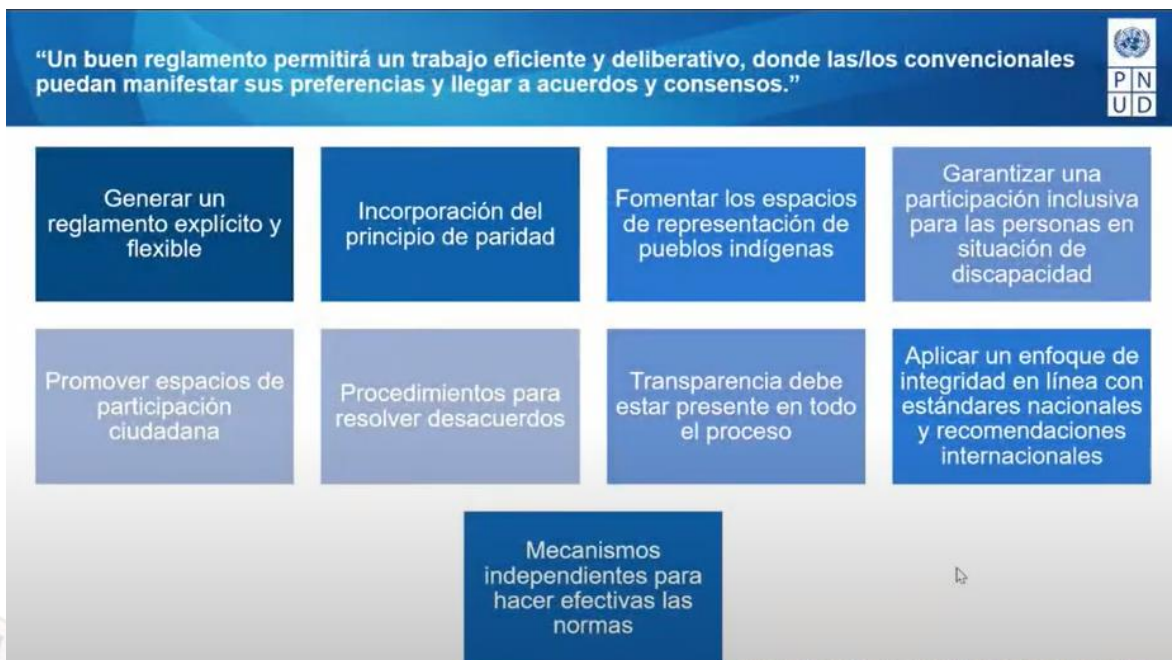 “Un buen reglamento permitirá un trabajo eficiente y deliberativo, donde las/los convencionales
puedan manifestar sus preferencias y llegar a acuerdos y consensos.”
P N
U D
Generar un
reglamento explícito y
flexible
Incorporación del
principio de paridad
Fomentar los espacios
de representación de
pueblos indígenas
Garantizar una
participación inclusiva
para las personas en
situación de
discapacidad
Promover espacios de
participación
ciudadana
Procedimientos para
resolver desacuerdos
Transparencia debe
estar presente en todo
el proceso
Aplicar un enfoque de
integridad en línea con
estándares nacionales
y recomendaciones
internacionales
Mecanismos
independientes para
hacer efectivas las
normas